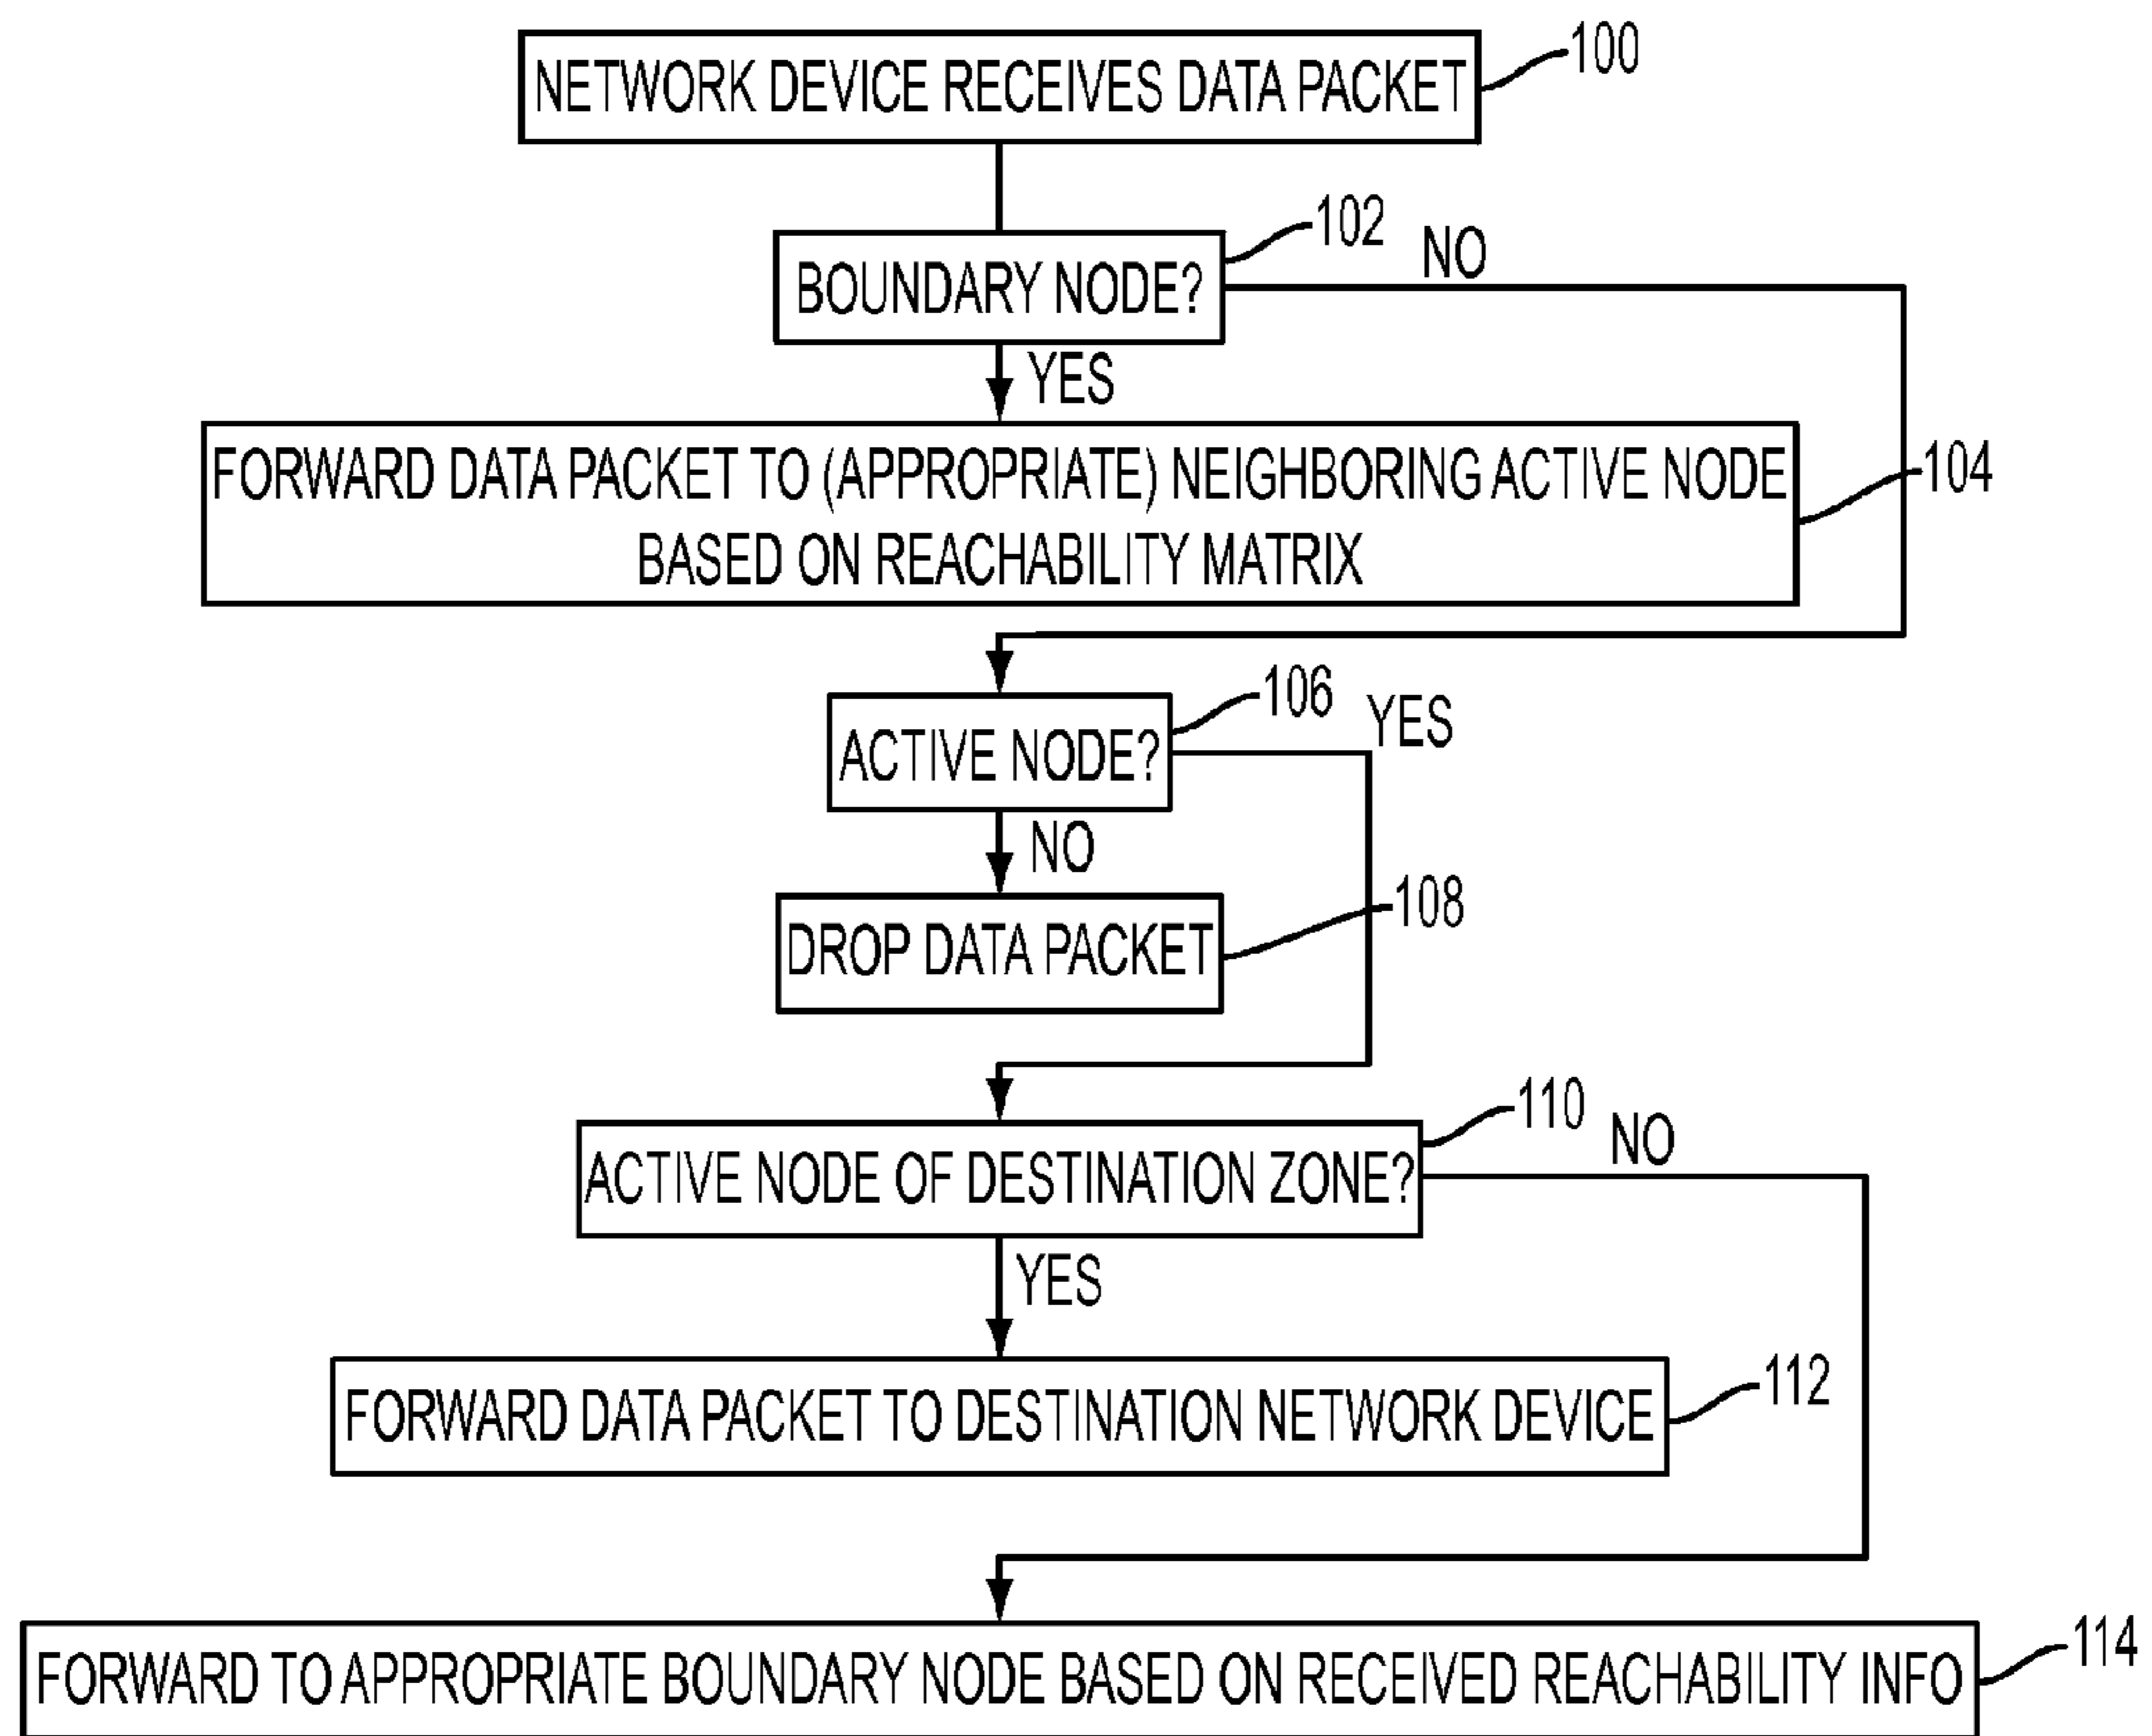 NETWORK DEVICE RECEIVES DATA PACKET
100
BOUNDARY NODE?
102
NO
YES
FORWARD DATA PACKET TO (APPROPRIATE) NEIGHBORING ACTIVE NODE
BASED ON REACHABILITY MATRIX
104
ACTIVE NODE?
106
YES
NO
DROP DATA PACKET
108
ACTIVE NODE OF DESTINATION ZONE?
110
NO
YES
FORWARD DATA PACKET TO DESTINATION NETWORK DEVICE
112
FORWARD TO APPROPRIATE BOUNDARY NODE BASED ON RECEIVED REACHABILITY INFO
114